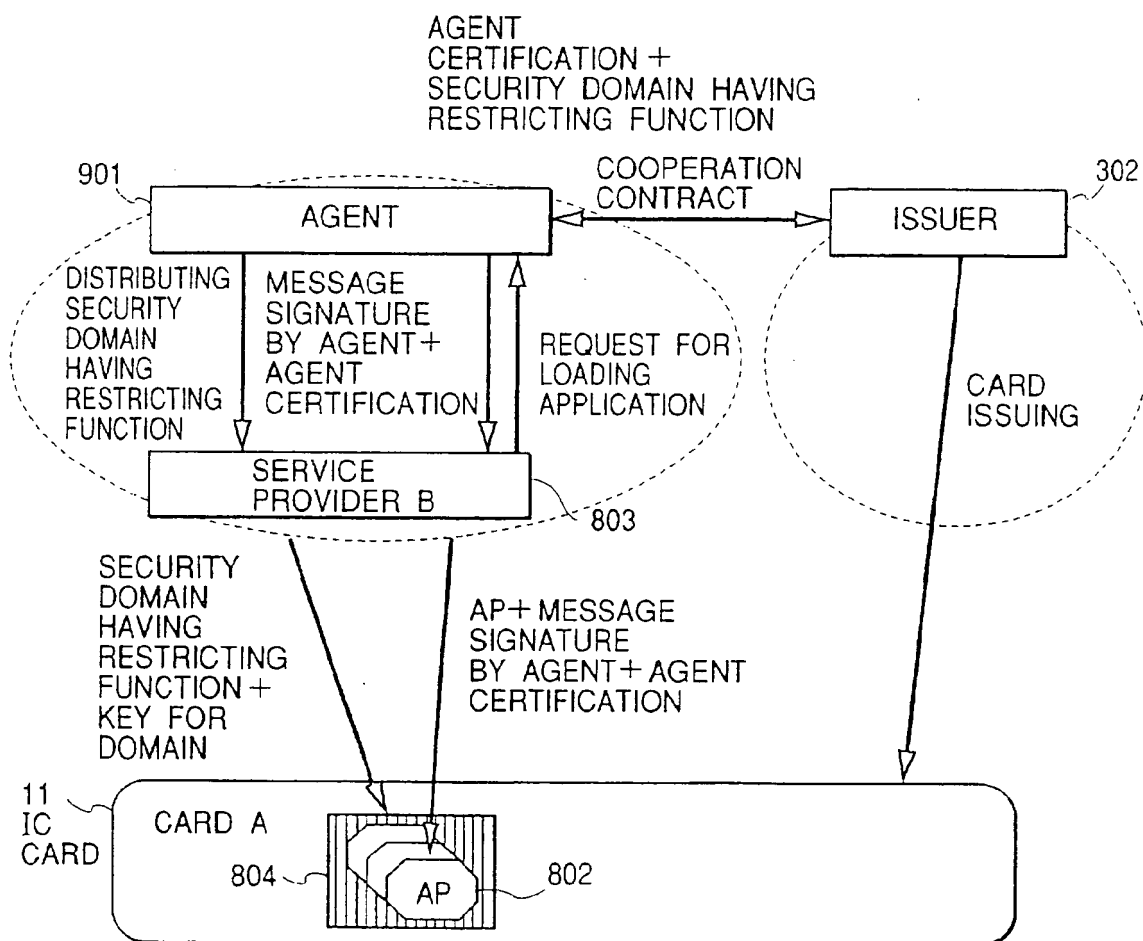 AGENT
CERTIFICATION +
SECURITY DOMAIN HAVING
RESTRICTING FUNCTION
901
AGENT
COOPERATION
CONTRACT
302
ISSUER
DISTRIBUTING
SECURITY
DOMAIN
HAVING
RESTRICTING
FUNCTION
MESSAGE
SIGNATURE
BY AGENT+
AGENT
CERTIFICATION
REQUEST FOR
LOADING
APPLICATION
CARD
ISSUING
SERVICE
PROVIDER B
803
SECURITY
DOMAIN
HAVING
RESTRICTING
FUNCTION+
KEY FOR
DOMAIN
AP+MESSAGE
SIGNATURE
BY AGENT+AGENT
CERTIFICATION
11
IC
CARD
CARD A
804
AP
802